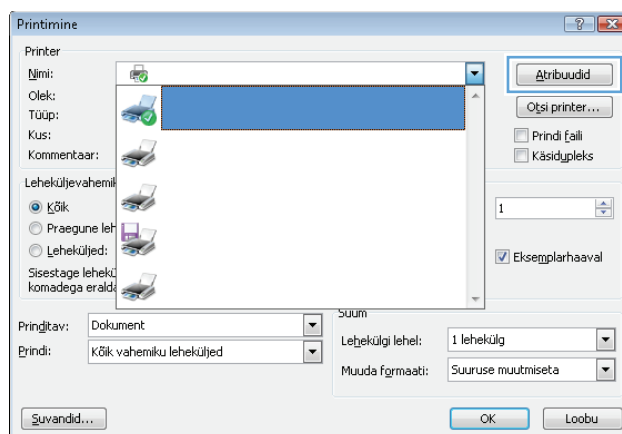 Printimine
Printer
Nimi:
Atribuudid
Olek:
Otsi printer...
Tüüp:
Kus:
Prindi faili
Kommentaar:
Käsidupleks
Leheküljevahemik
Kõik
1
Praegune leh
Leheküljed:
Eksemplarhaaval
Sisestage lehekü
komadega eralda
Suum
Prinditav: Dokument
Lehekülgi lehel: 1 lehekülg
Prindi: Kõik vahemiku leheküljed
Muuda formaati: Suuruse muutmiseta
Suvandid...
OK
Loobu